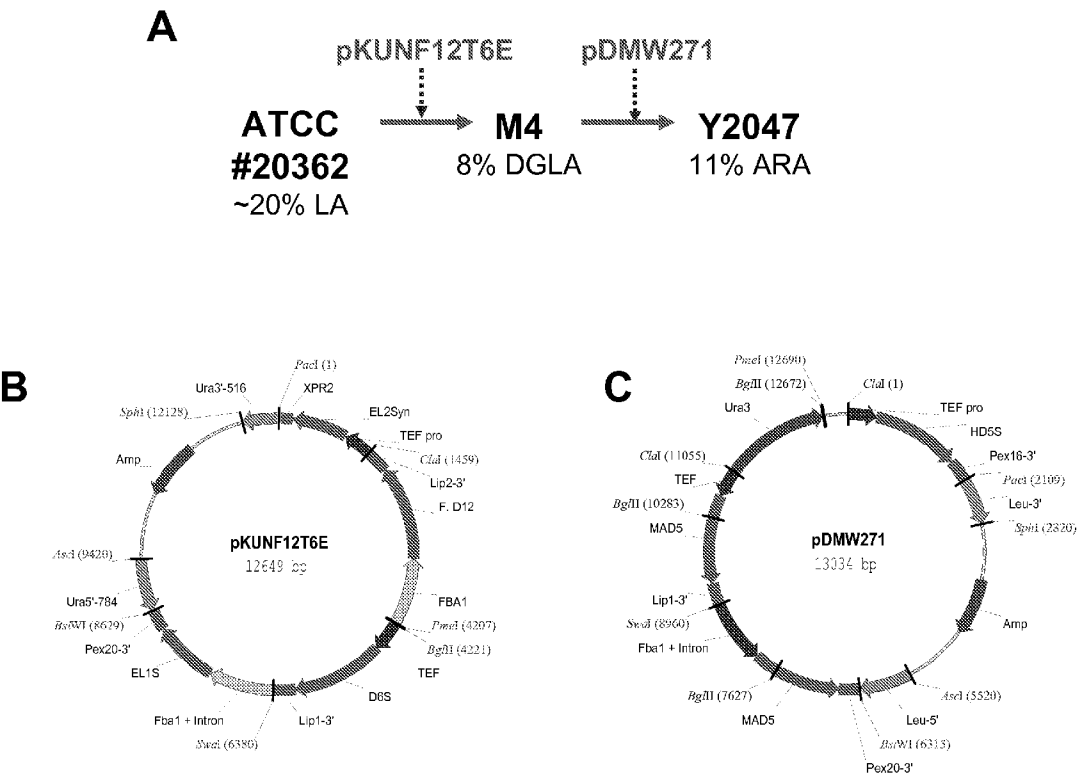 A
pKUNF12T6E
pDMW271
ATCC
#20362
~20% LA
M4
8% DGLA
Y2047
11% ARA
B
PacI (1)
Ura3'-516
XPR2
SphI (12128)
EL2Syn
TEF pro
ClaI (1459)
Amp
Lip2-3'
F. D12
pKUNF12T6E
12649 bp
AscI (9420)
Ura5'-784
FBA1
BsiWI (8629)
PmeI (4207)
Pex20-3'
BglII (4221)
EL1S
TEF
D6S
Fba1 + Intron
Lip1-3'
SwaI (6380)
C
PmeI (12690)
BglII (12672)
ClaI (1)
Ura3
TEF pro
HD5S
ClaI (11055)
Pex16-3'
TEF
PacI (2109)
BglII (10283)
Leu-3'
MAD5
SphI (2820)
pDMW271
13034 bp
Lip1-3'
SwaI (8960)
Amp
Fba1 + Intron
BglII (7627)
AscI (5520)
MAD5
Leu-5'
BsiWI (6313)
Pex20-3'